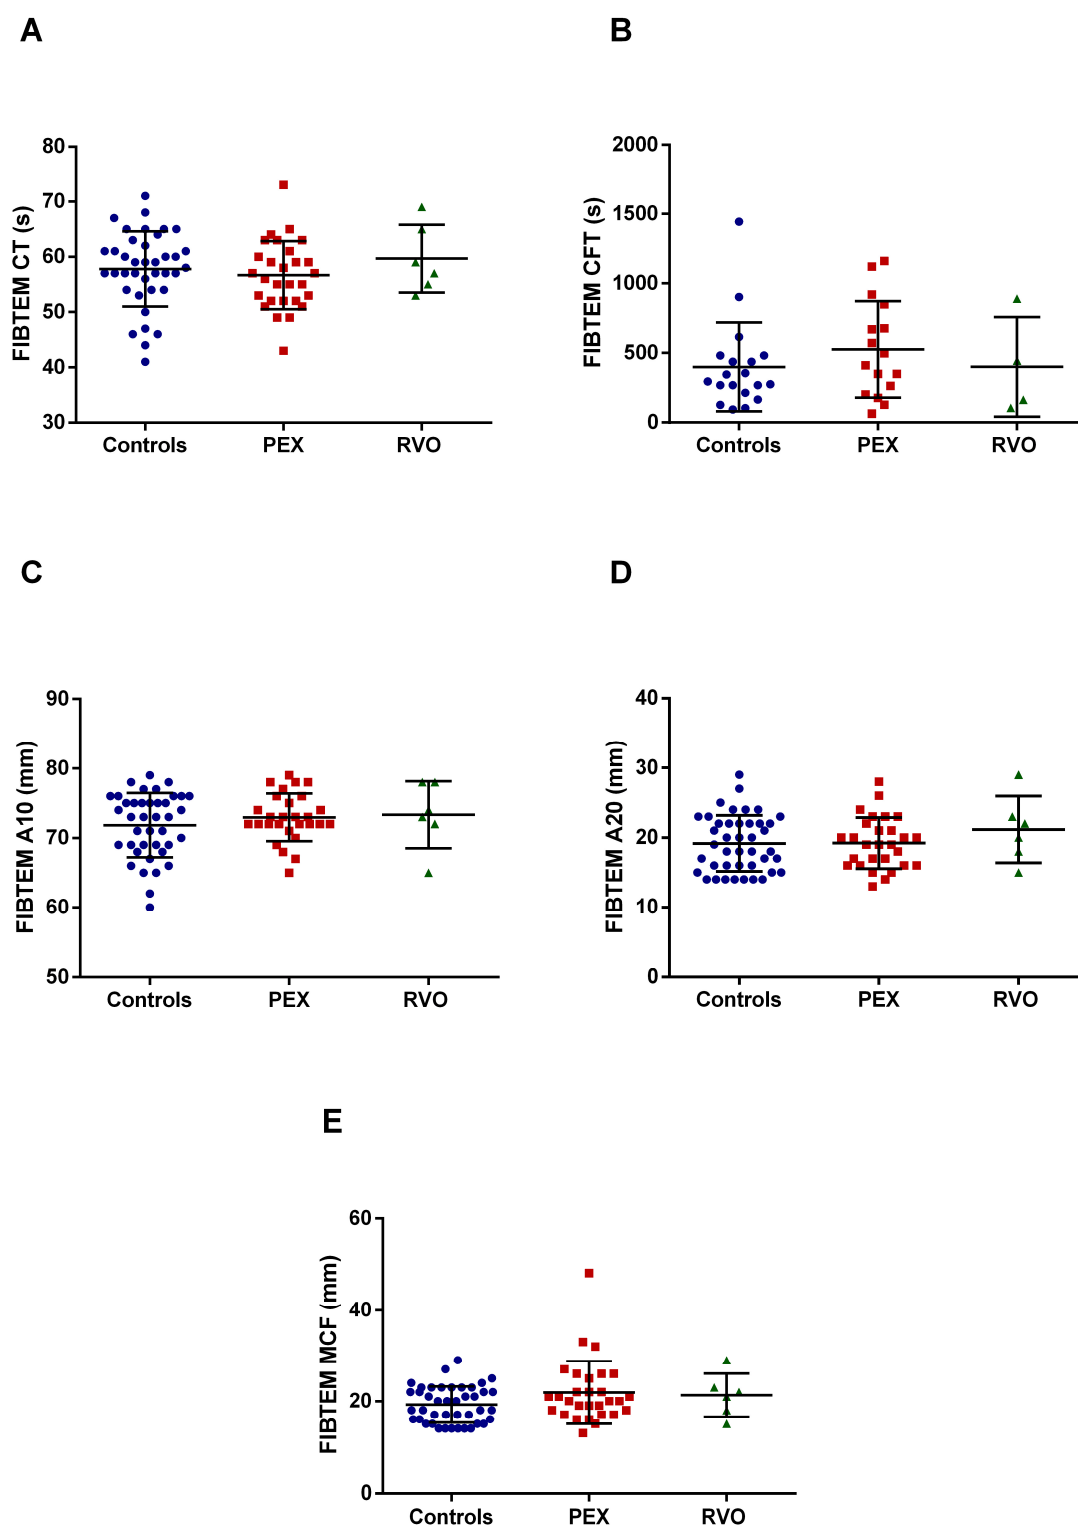 A
B
FIBTEM CT (s)
80
70
60
50
40
30
Controls PEX RVO
FIBTEM CFT (s)
2000
1500
1000
500
0
Controls PEX RVO
C
D
FIBTEM A10 (mm)
90
80
70
60
50
Controls PEX RVO
FIBTEM A20 (mm)
40
30
20
10
0
Controls PEX RVO
E
FIBTEM MCF (mm)
60
40
20
0
Controls PEX RVO